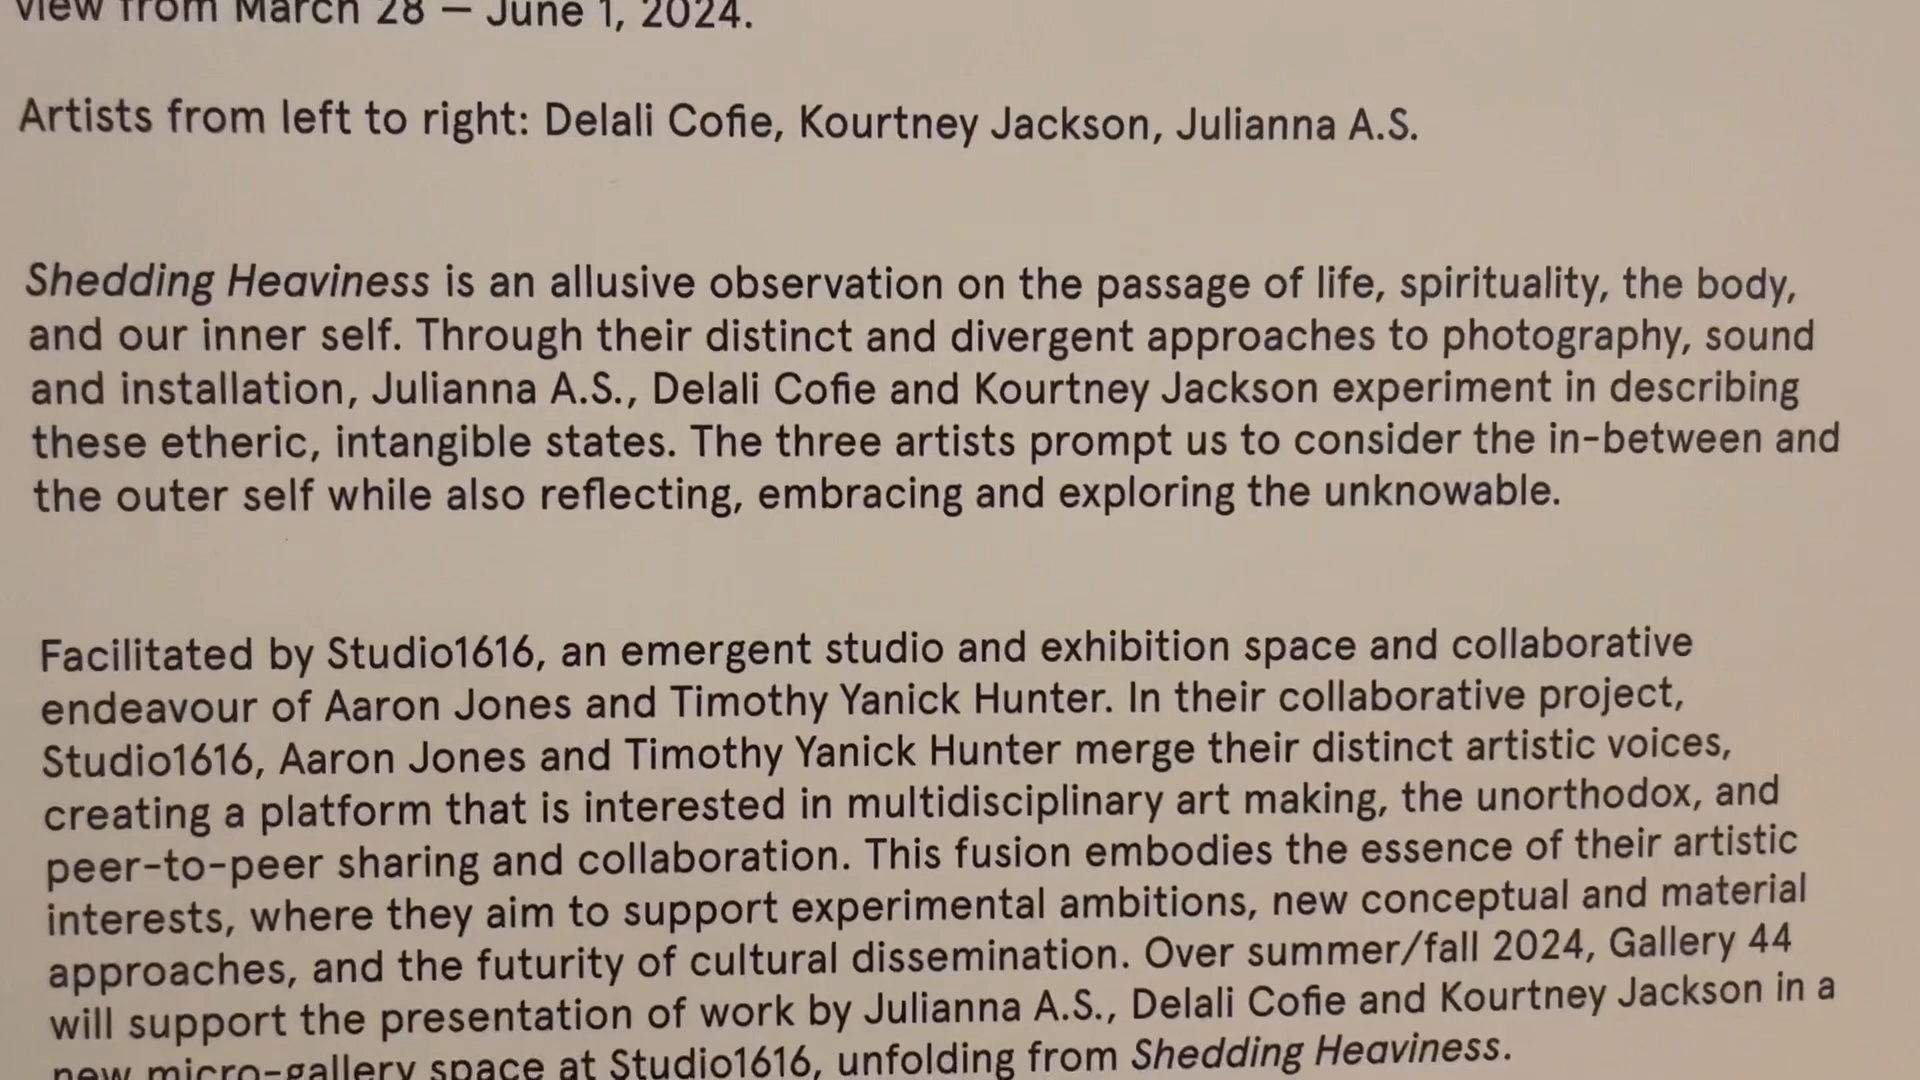 view from March 28 – June 1, 2024.
Artists from left to right: Delali Cofie, Kourtney Jackson, Julianna A.S.
Shedding Heaviness is an allusive observation on the passage of life, spirituality, the body,
and our inner self. Through their distinct and divergent approaches to photography, sound
and installation, Julianna A.S., Delali Cofie and Kourtney Jackson experiment in describing
these etheric, intangible states. The three artists prompt us to consider the in-between and
the outer self while also reflecting, embracing and exploring the unknowable.
Facilitated by Studio1616, an emergent studio and exhibition space and collaborative
endeavour of Aaron Jones and Timothy Yanick Hunter. In their collaborative project,
Studio1616, Aaron Jones and Timothy Yanick Hunter merge their distinct artistic voices,
creating a platform that is interested in multidisciplinary art making, the unorthodox, and
peer-to-peer sharing and collaboration. This fusion embodies the essence of their artistic
interests, where they aim to support experimental ambitions, new conceptual and material
approaches, and the futurity of cultural dissemination. Over summer/fall 2024, Gallery 44
will support the presentation of work by Julianna A.S., Delali Cofie and Kourtney Jackson in a
new micro-gallery space at Studio1616, unfolding from Shedding Heaviness.